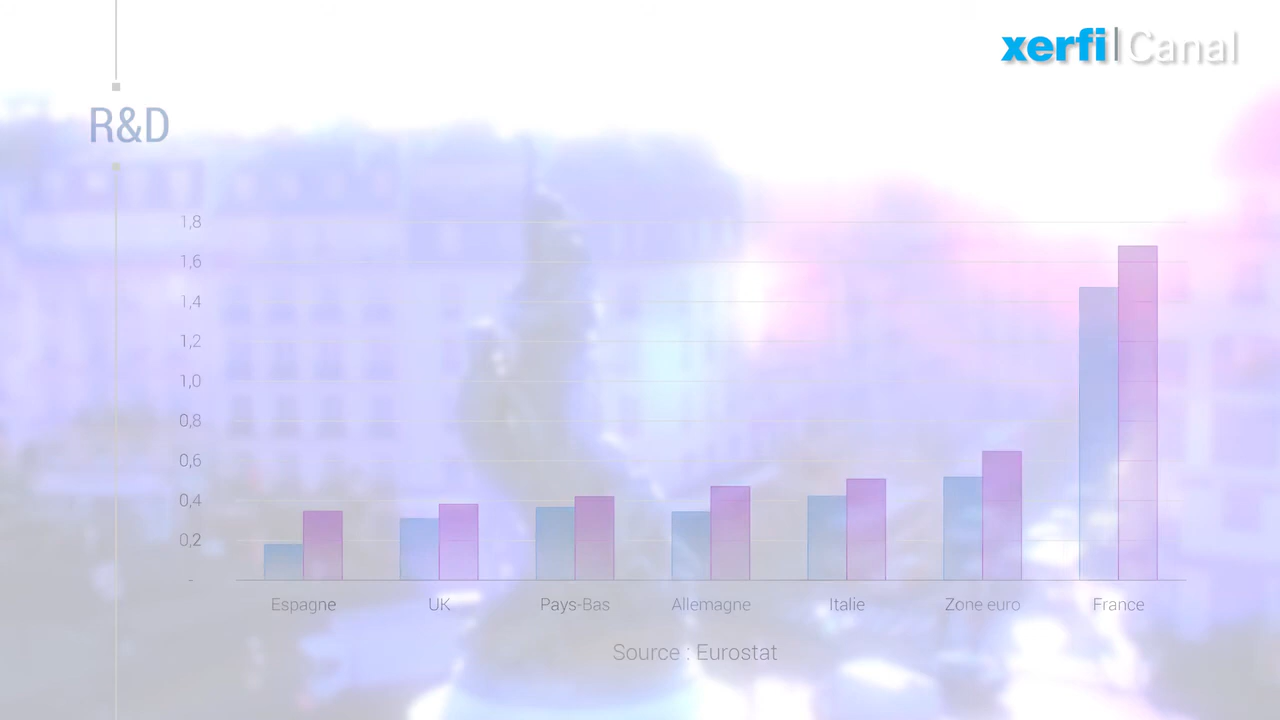 xerfi Canal
R&D
1,8
1,6
1,4
1,2
1,0
0,8
0,6
0,4
0,2
-
Espagne UK Pays-Bas Allemagne Italie Zone euro France
Source : Eurostat